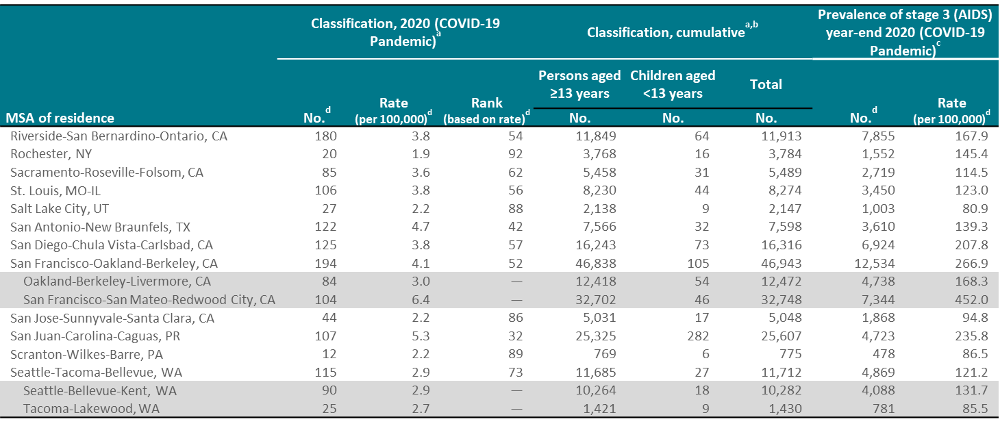 Classification, 2020 (COVID-19 Pandemic)a
Classification, cumulativea,b
Prevalence of stage 3 (AIDS) year-end 2020 (COVID-19 Pandemic)c
Persons aged ≥13 years
Children aged <13 years
Total
MSA of residence No.d Rate (per 100,000)d Rank (based on rate)d No. No. No. No.d Rate (per 100,000)d
Riverside-San Bernardino-Ontario, CA 180 3.8 54 11,849 64 11,913 7,855 167.9
Rochester, NY 20 1.9 92 3,768 16 3,784 1,552 145.4
Sacramento-Roseville-Folsom, CA 85 3.6 62 5,458 31 5,489 2,719 114.5
St. Louis, MO-IL 106 3.8 56 8,230 44 8,274 3,450 123.0
Salt Lake City, UT 27 2.2 88 2,138 9 2,147 1,003 80.9
San Antonio-New Braunfels, TX 122 4.7 42 7,566 32 7,598 3,610 139.3
San Diego-Chula Vista-Carlsbad, CA 125 3.8 57 16,243 73 16,316 6,924 207.8
San Francisco-Oakland-Berkeley, CA 194 4.1 52 46,838 105 46,943 12,534 266.9
Oakland-Berkeley-Livermore, CA 84 3.0 — 12,418 54 12,472 4,738 168.3
San Francisco-San Mateo-Redwood City, CA 104 6.4 — 32,702 46 32,748 7,344 452.0
San Jose-Sunnyvale-Santa Clara, CA 44 2.2 86 5,031 17 5,048 1,868 94.8
San Juan-Carolina-Caguas, PR 107 5.3 32 25,325 282 25,607 4,723 235.8
Scranton-Wilkes-Barre, PA 12 2.2 89 769 6 775 478 86.5
Seattle-Tacoma-Bellevue, WA 115 2.9 73 11,685 27 11,712 4,869 121.2
Seattle-Bellevue-Kent, WA 90 2.9 — 10,264 18 10,282 4,088 131.7
Tacoma-Lakewood, WA 25 2.7 — 1,421 9 1,430 781 85.5